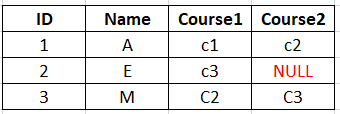 ID Name Course1 Course2
1 A c1 c2
2 E c3 NULL
3 M C2 C3